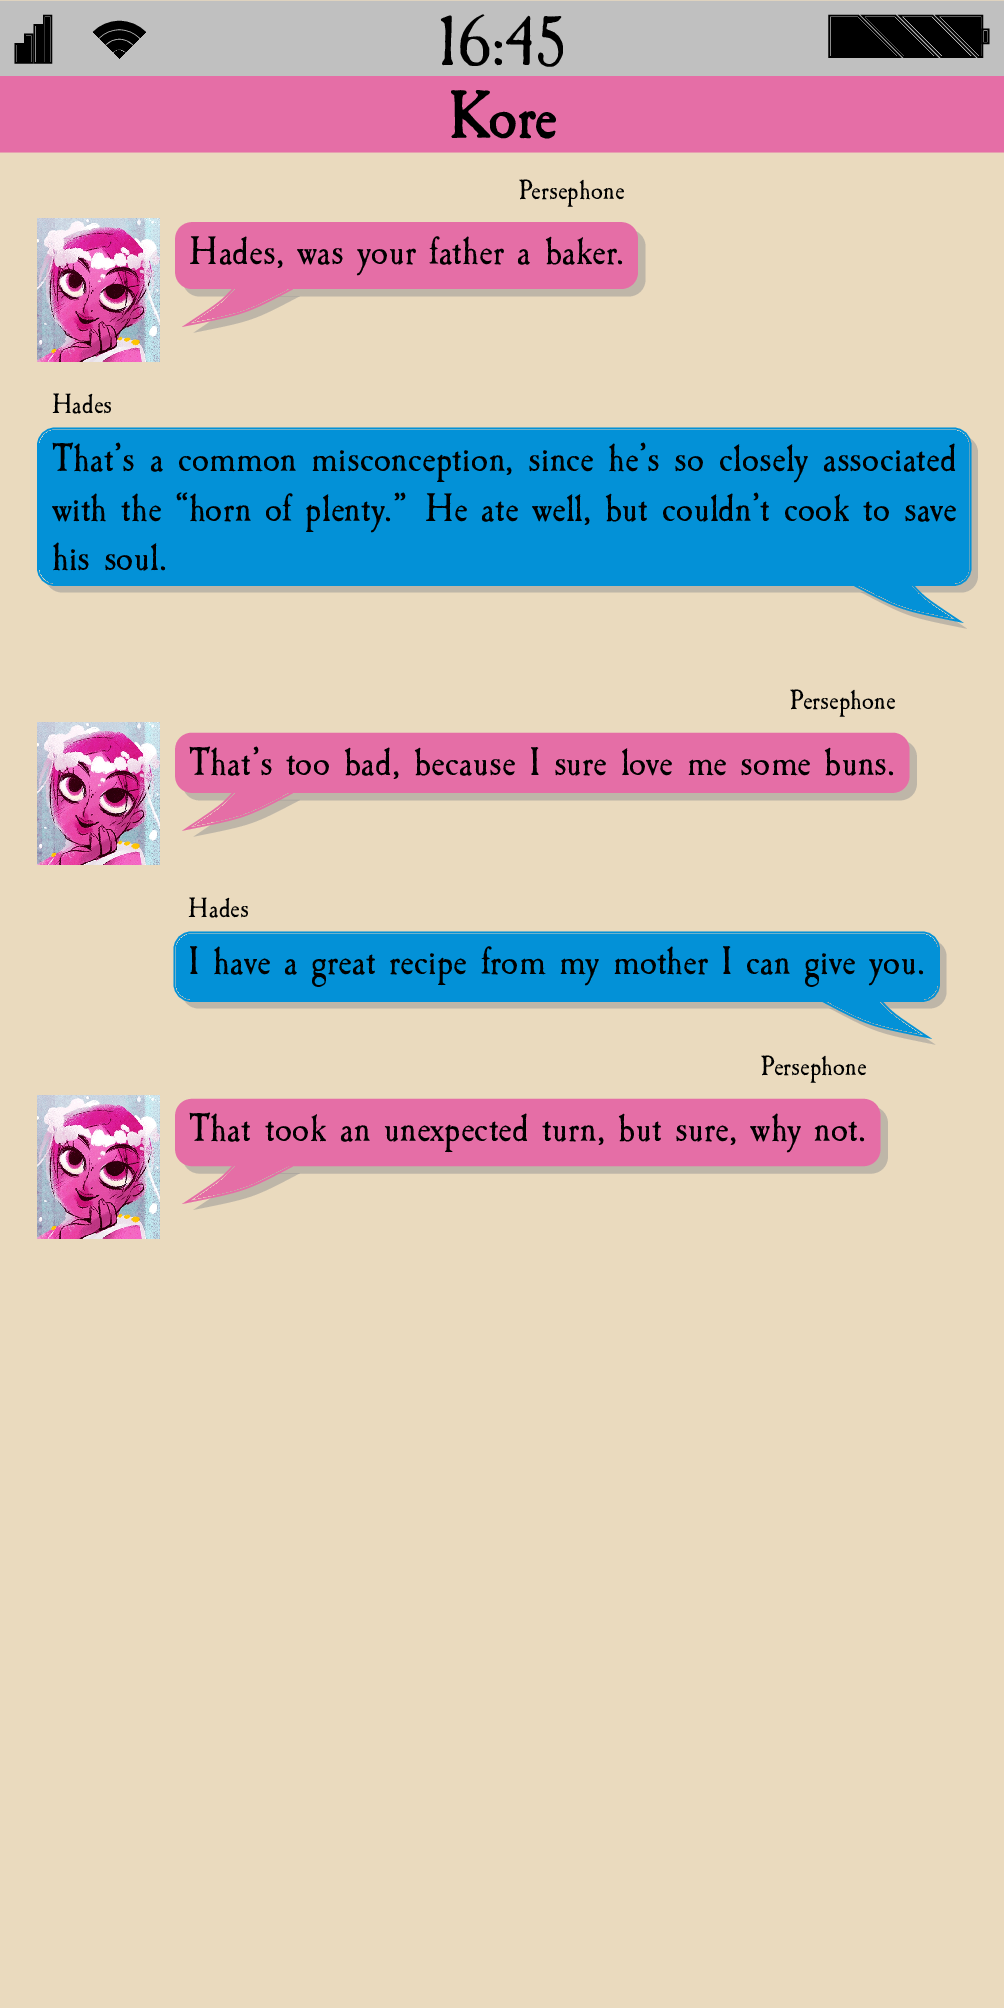 16:45
Kore
Persephone
Hades, was your father a baker.
Hades
That’s a common misconception, since he’s so closely associated
with the “horn of plenty.” He ate well, but couldn’t cook to save
his soul.
Persephone
That’s too bad, because I sure love me some buns.
Hades
I have a great recipe from my mother I can give you.
Persephone
That took an unexpected turn, but sure, why not.